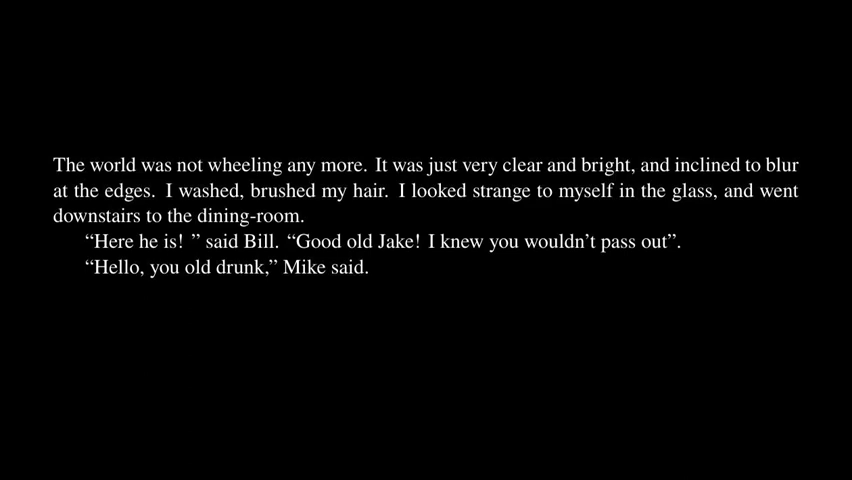 The world was not wheeling any more. It was just very clear and bright, and inclined to blur
at the edges. I washed, brushed my hair. I looked strange to myself in the glass, and went
downstairs to the dining-room.
“Here he is! ” said Bill. “Good old Jake! I knew you wouldn’t pass out”.
“Hello, you old drunk,” Mike said.